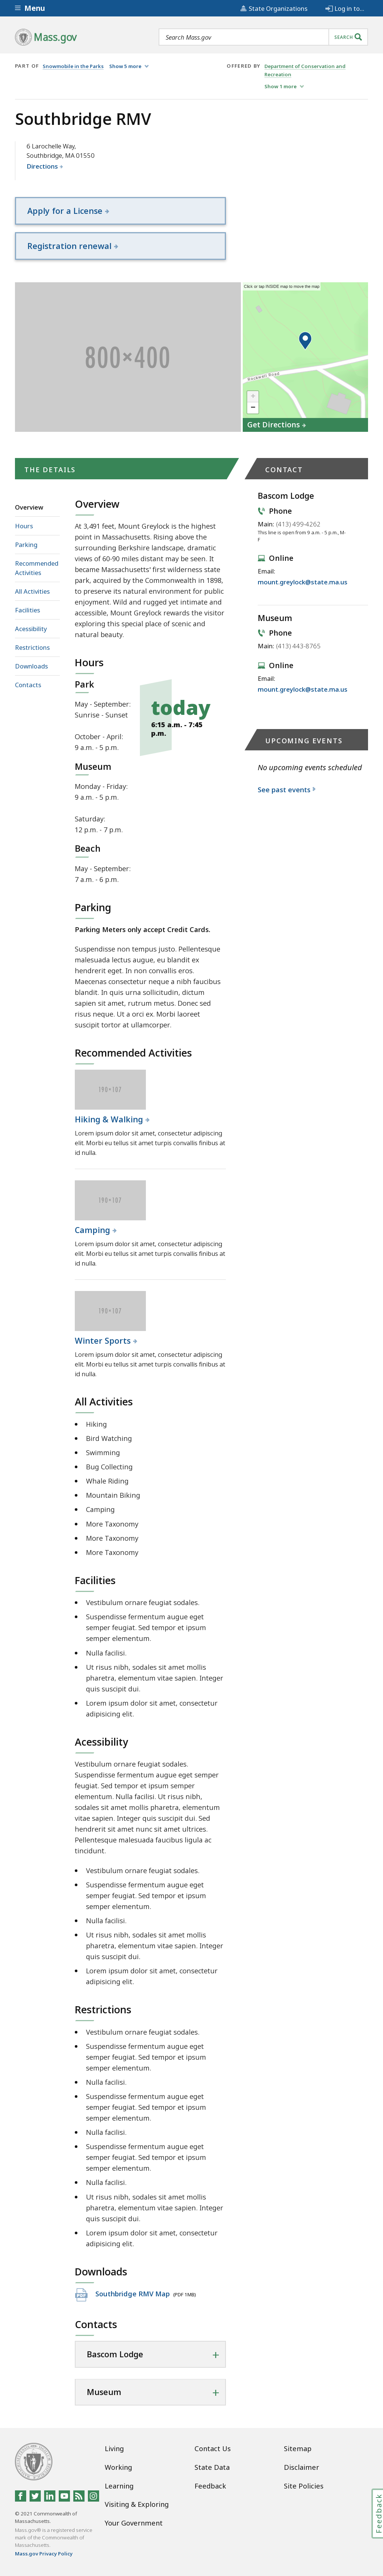 Menu
State Organizations
Log in to...
Mass.gov
Search Mass.gov
SEARCH
PART OF Snowmobile in the Parks Show 5 more
OFFERED BY Department of Conservation and
Recreation
Show 1 more
Southbridge RMV
6 Larochelle Way,
Southbridge, MA 01550
Directions
Apply for a License
Registration renewal
800×400
Click or tap INSIDE map to move the map
Rockwell Road
+
−
Get Directions
THE DETAILS
Overview
Hours
Parking
Recommended
Activities
All Activities
Facilities
Acessibility
Restrictions
Downloads
Contacts
Overview
At 3,491 feet, Mount Greylock is the highest
point in Massachusetts. Rising above the
surrounding Berkshire landscape, dramatic
views of 60-90 miles distant may be seen. It
became Massachusetts' first wilderness state
park, acquired by the Commonwealth in 1898,
to preserve its natural environment for public
enjoyment. Wild and rugged yet intimate and
accessible, Mount Greylock rewards the visitor
exploring this special place of scenic and
natural beauty.
Hours
Park
May - September:
Sunrise - Sunset
October - April:
9 a.m. - 5 p.m.
today
6:15 a.m. - 7:45
p.m.
Museum
Monday - Friday:
9 a.m. - 5 p.m.
Saturday:
12 p.m. - 7 p.m.
Beach
May - September:
7 a.m. - 6 p.m.
Parking
Parking Meters only accept Credit Cards.
Suspendisse non tempus justo. Pellentesque
malesuada lectus augue, eu blandit ex
hendrerit eget. In non convallis eros.
Maecenas consectetur neque a nibh faucibus
blandit. In quis urna sollicitudin, dictum
sapien sit amet, rutrum metus. Donec sed
risus neque. Ut a orci ex. Morbi laoreet
suscipit tortor at ullamcorper.
Recommended Activities
190×107
Hiking & Walking
Lorem ipsum dolor sit amet, consectetur adipiscing
elit. Morbi eu tellus sit amet turpis convallis finibus at
id nulla.
190×107
Camping
Lorem ipsum dolor sit amet, consectetur adipiscing
elit. Morbi eu tellus sit amet turpis convallis finibus at
id nulla.
190×107
Winter Sports
Lorem ipsum dolor sit amet, consectetur adipiscing
elit. Morbi eu tellus sit amet turpis convallis finibus at
id nulla.
All Activities
Hiking
Bird Watching
Swimming
Bug Collecting
Whale Riding
Mountain Biking
Camping
More Taxonomy
More Taxonomy
More Taxonomy
Facilities
Vestibulum ornare feugiat sodales.
Suspendisse fermentum augue eget
semper feugiat. Sed tempor et ipsum
semper elementum.
Nulla facilisi.
Ut risus nibh, sodales sit amet mollis
pharetra, elementum vitae sapien. Integer
quis suscipit dui.
Lorem ipsum dolor sit amet, consectetur
adipisicing elit.
Acessibility
Vestibulum ornare feugiat sodales.
Suspendisse fermentum augue eget semper
feugiat. Sed tempor et ipsum semper
elementum. Nulla facilisi. Ut risus nibh,
sodales sit amet mollis pharetra, elementum
vitae sapien. Integer quis suscipit dui. Sed
hendrerit sit amet nunc sit amet ultrices.
Pellentesque malesuada faucibus ligula ac
tincidunt.
Vestibulum ornare feugiat sodales.
Suspendisse fermentum augue eget
semper feugiat. Sed tempor et ipsum
semper elementum.
Nulla facilisi.
Ut risus nibh, sodales sit amet mollis
pharetra, elementum vitae sapien. Integer
quis suscipit dui.
Lorem ipsum dolor sit amet, consectetur
adipisicing elit.
Restrictions
Vestibulum ornare feugiat sodales.
Suspendisse fermentum augue eget
semper feugiat. Sed tempor et ipsum
semper elementum.
Nulla facilisi.
Suspendisse fermentum augue eget
semper feugiat. Sed tempor et ipsum
semper elementum.
Nulla facilisi.
Suspendisse fermentum augue eget
semper feugiat. Sed tempor et ipsum
semper elementum.
Nulla facilisi.
Ut risus nibh, sodales sit amet mollis
pharetra, elementum vitae sapien. Integer
quis suscipit dui.
Lorem ipsum dolor sit amet, consectetur
adipisicing elit.
Downloads
PDF
Southbridge RMV Map (PDF 1MB)
Contacts
Bascom Lodge
Museum
CONTACT
Bascom Lodge
Phone
Main: (413) 499-4262
This line is open from 9 a.m. - 5 p.m., M-
F
Online
Email:
mount.greylock@state.ma.us
Museum
Phone
Main: (413) 443-8765
Online
Email:
mount.greylock@state.ma.us
UPCOMING EVENTS
No upcoming events scheduled
See past events
Living
Working
Learning
Visiting & Exploring
Your Government
Contact Us
State Data
Feedback
Sitemap
Disclaimer
Site Policies
© 2021 Commonwealth of
Massachusetts.
Mass.gov® is a registered service
mark of the Commonwealth of
Massachusetts.
Mass.gov Privacy Policy
Feedback